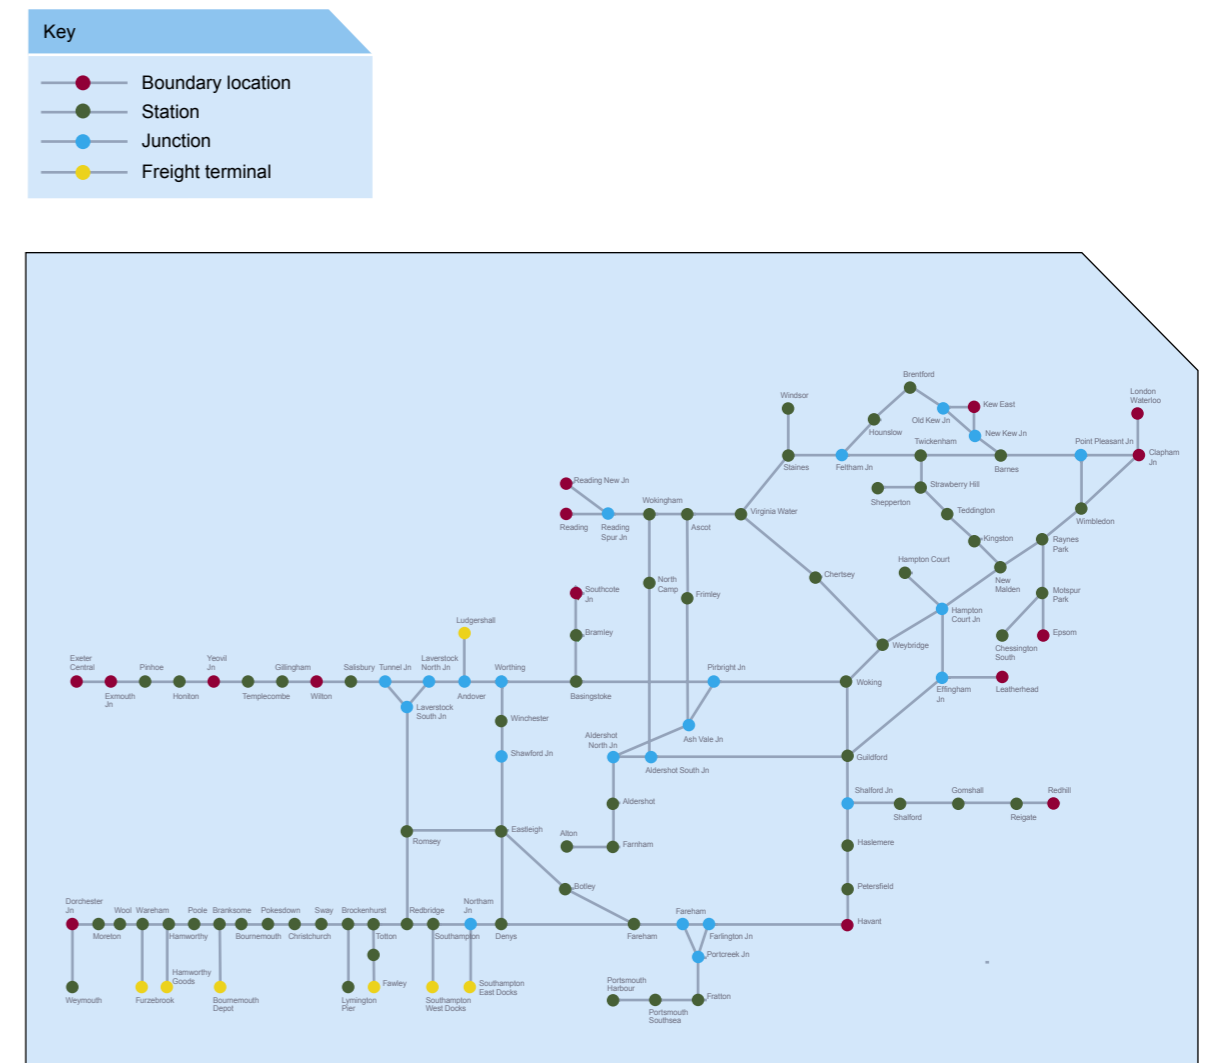 Key
Boundary location
Station
Junction
Freight terminal
Brentford
London
Waterloo
Windsor
Kew East
Old Kew Jn
Hounslow
New Kew Jn
Twickenham
Point Pleasant Jn
Clapham
Jn
Staines
Feltham Jn
Barnes
Reading New Jn
Strawberry Hill
Shepperton
Wokingham
Teddington
Virginia Water
Wimbledon
Reading
Reading
Spur Jn
Ascot
Kingston
Raynes
Park
Hampton Court
Chertsey
North
Camp
New
Malden
Southcote
Jn
Frimley
Motspur
Park
Hampton
Court Jn
Ludgershall
Bramley
Epsom
Weybridge
Chessington
South
Exeter
Central
Pinhoe
Yeovil
Jn
Gillingham
Salisbury
Tunnel Jn
Laverstock
North Jn
Worthing
Pirbright Jn
Woking
Exmouth
Jn
Honiton
Templecombe
Wilton
Andover
Basingstoke
Effingham
Jn
Leatherhead
Laverstock
South Jn
Winchester
Aldershot
North Jn
Ash Vale Jn
Shawford Jn
Aldershot South Jn
Guildford
Shalford Jn
Gomshall
Redhill
Aldershot
Shalford
Reigate
Alton
Farnham
Haslemere
Romsey
Eastleigh
Botley
Petersfield
Dorchester
Jn
Wool
Wareham
Poole
Branksome
Pokesdown
Sway
Brockenhurst
Redbridge
Northam
Jn
Fareham
Moreton
Hamworthy
Bournemouth
Christchurch
Totton
Southampton
Denys
Fareham
Farlington Jn
Havant
Portcreek Jn
Hamworthy
Goods
Fawley
Southampton
East Docks
Portsmouth
Harbour
Fratton
Weymouth
Furzebrook
Bournemouth
Depot
Lymington
Pier
Southampton
West Docks
Portsmouth
Southsea